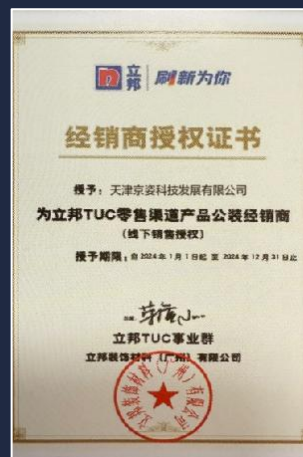 立邦 刷新为你
经销商授权证书
授予：天津京姿科技发展有限公司
为立邦TUC零售渠道产品公装经销商
（线下销售授权）
授予期限：自2024年1月1日起 至 2024年12月31日止
立邦TUC事业群
立邦装饰材料（广州）有限公司